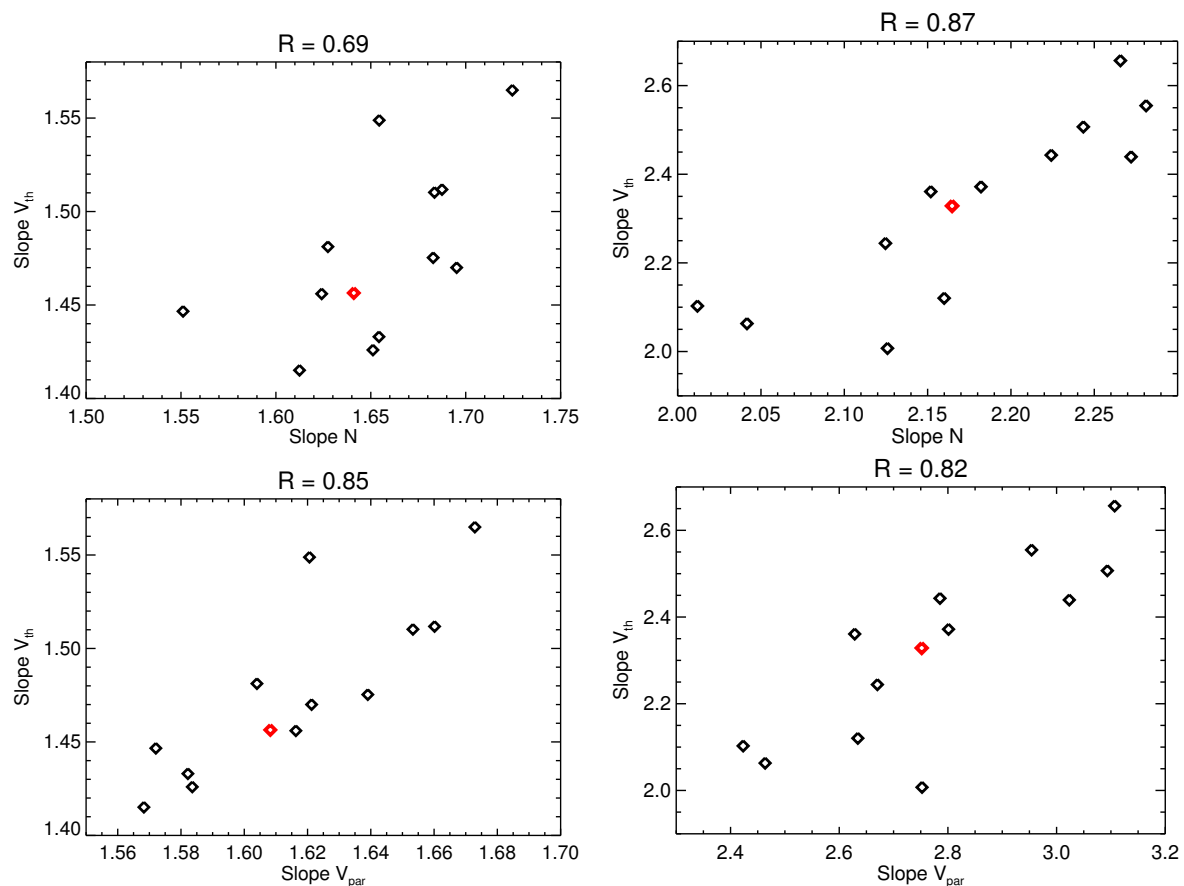 R = 0.69
1.55
1.50
1.45
1.40
Slope V_th
1.50 1.55 1.60 1.65 1.70 1.75
Slope N
R = 0.87
2.6
2.4
2.2
2.0
Slope V_th
2.00 2.05 2.10 2.15 2.20 2.25
Slope N
R = 0.85
1.55
1.50
1.45
1.40
Slope V_th
1.56 1.58 1.60 1.62 1.64 1.66 1.68 1.70
Slope V_par
R = 0.82
2.6
2.4
2.2
2.0
Slope V_th
2.4 2.6 2.8 3.0 3.2
Slope V_par